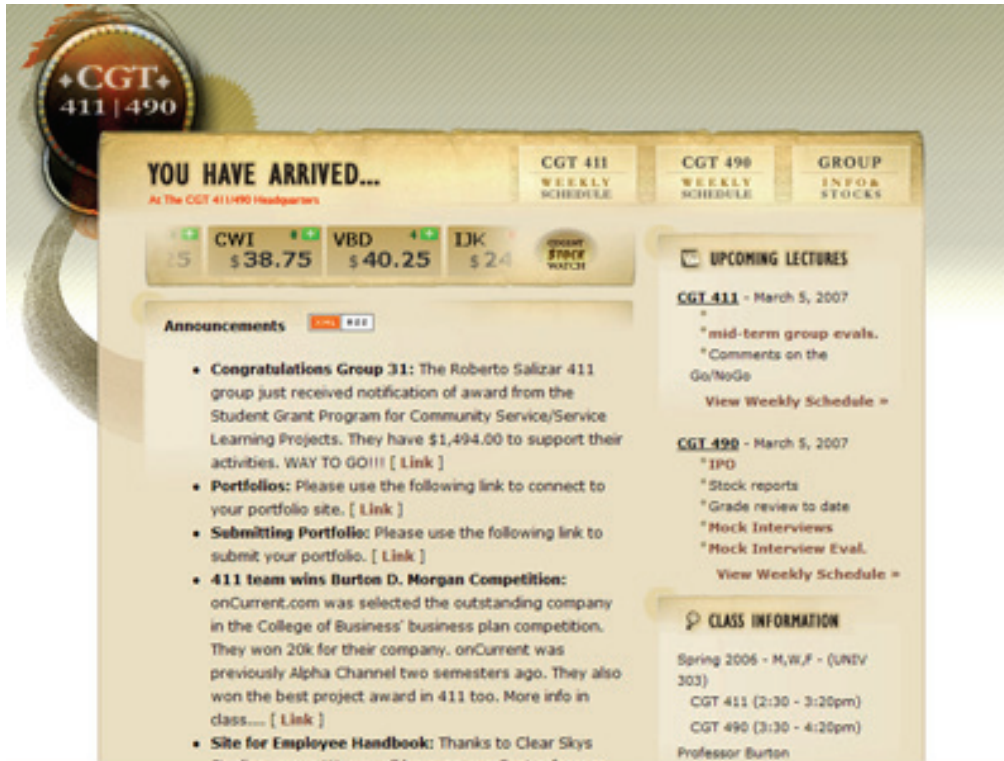 CGT
411|490
YOU HAVE ARRIVED...
At The CGT 411/490 Headquarters
CGT 411
WEEKLY
SCHEDULE
CGT 490
WEEKLY
SCHEDULE
GROUP
INFO&
STOCKS
25
CWI
$38.75
VBD 4
$40.25
IJK
$24
STOCK
WATCH
Announcements XML RSS
• Congratulations Group 31: The Roberto Salizar 411
group just received notification of award from the
Student Grant Program for Community Service/Service
Learning Projects. They have $1,494.00 to support their
activities. WAY TO GO!!! [ Link ]
• Portfolios: Please use the following link to connect to
your portfolio site. [ Link ]
• Submitting Portfolio: Please use the following link to
submit your portfolio. [ Link ]
• 411 team wins Burton D. Morgan Competition:
onCurrent.com was selected the outstanding company
in the College of Business' business plan competition.
They won 20k for their company. onCurrent was
previously Alpha Channel two semesters ago. They also
won the best project award in 411 too. More info in
class.... [ Link ]
• Site for Employee Handbook: Thanks to Clear Skys
UPCOMING LECTURES
CGT 411 - March 5, 2007
*
*mid-term group evals.
*Comments on the
Go/NoGo
View Weekly Schedule »
CGT 490 - March 5, 2007
*IPO
*Stock reports
*Grade review to date
*Mock Interviews
*Mock Interview Eval.
View Weekly Schedule »
CLASS INFORMATION
Spring 2006 - M,W,F - (UNIV
303)
CGT 411 (2:30 - 3:20pm)
CGT 490 (3:30 - 4:20pm)
Professor Burton